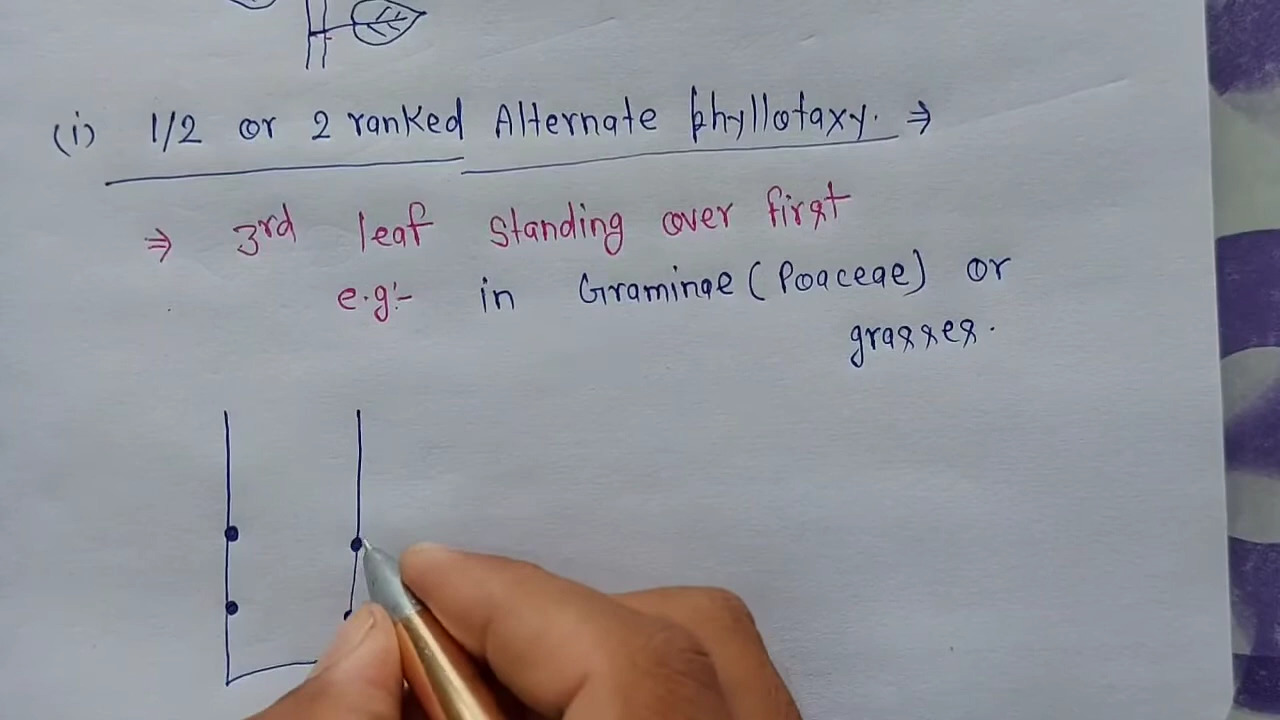 (i) 1/2 or 2 ranked Alternate phyllotaxy. ⇒
⇒ 3rd leaf standing over first
e.g:- in Graminae (Poaceae) or
grasses.